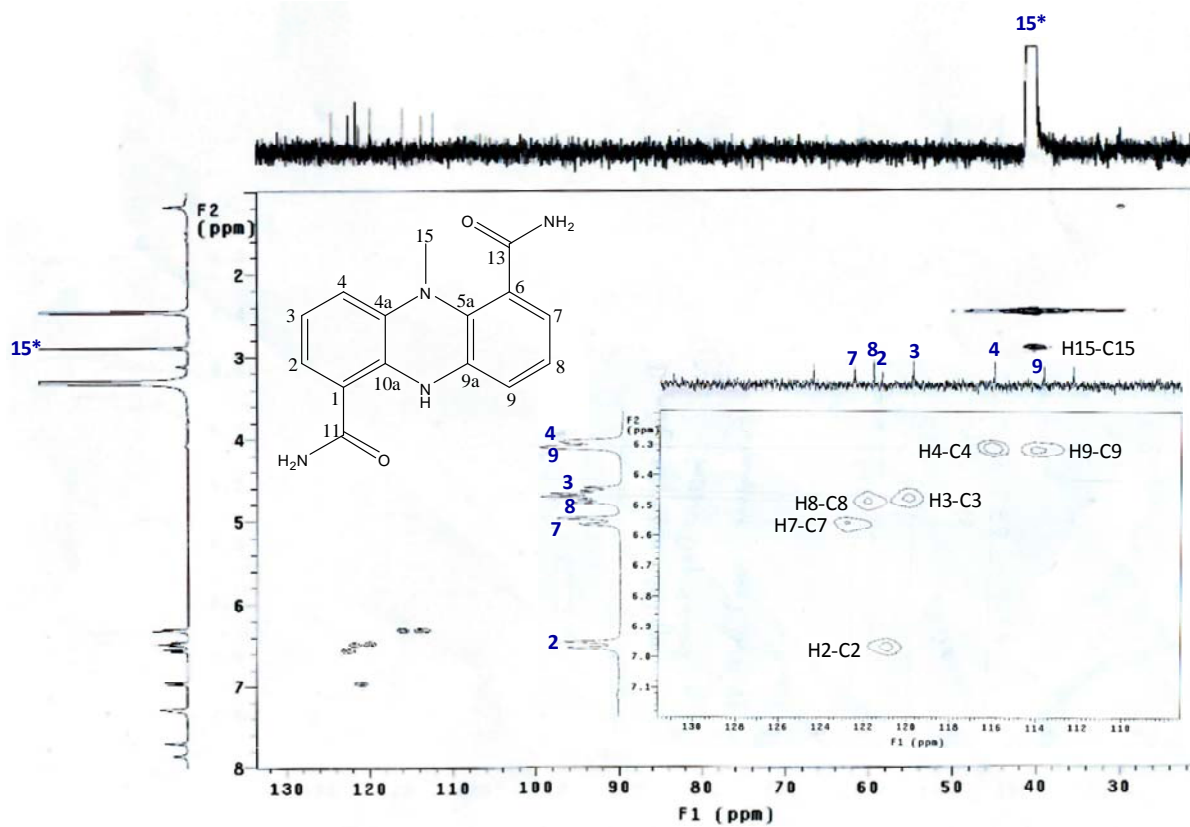 15*
F2
(ppm)
2
3
4
5
6
7
8
15*
130
120
110
100
90
80
70
60
50
40
30
F1 (ppm)
O
NH2
15
13
4
6
N
3
4a
5a
7
2
8
10a
9a
1
N
H
9
11
H2N
O
H15-C15
7
8
2
3
4
9
F2
(ppm)
6.3
6.4
6.5
6.6
6.7
6.8
6.9
7.0
7.1
4
9
3
8
7
2
H4-C4
H9-C9
H8-C8
H3-C3
H7-C7
H2-C2
130
128
126
124
122
120
118
116
114
112
110
F1 (ppm)